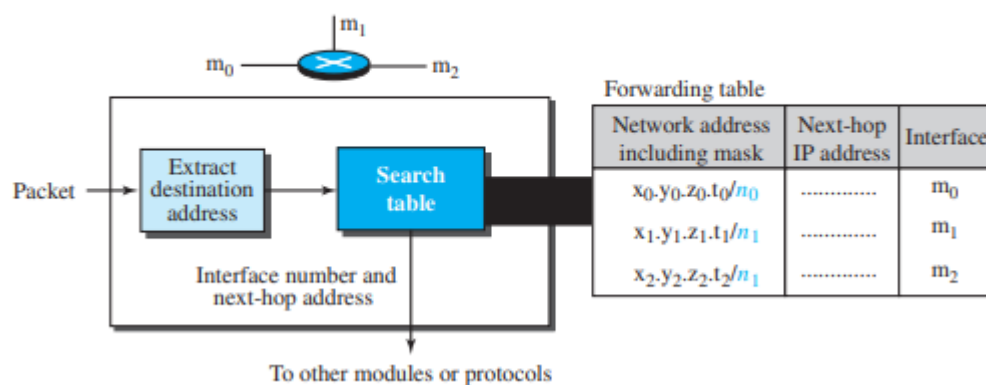 m₁
m₀
m₂
Forwarding table
Network address including mask
Next-hop IP address
Interface
Packet
Extract
destination
address
Search
table
x₀.y₀.z₀.t₀/n₀ ............. m₀
x₁.y₁.z₁.t₁/n₁ ............. m₁
x₂.y₂.z₂.t₂/n₁ ............. m₂
Interface number and
next-hop address
To other modules or protocols